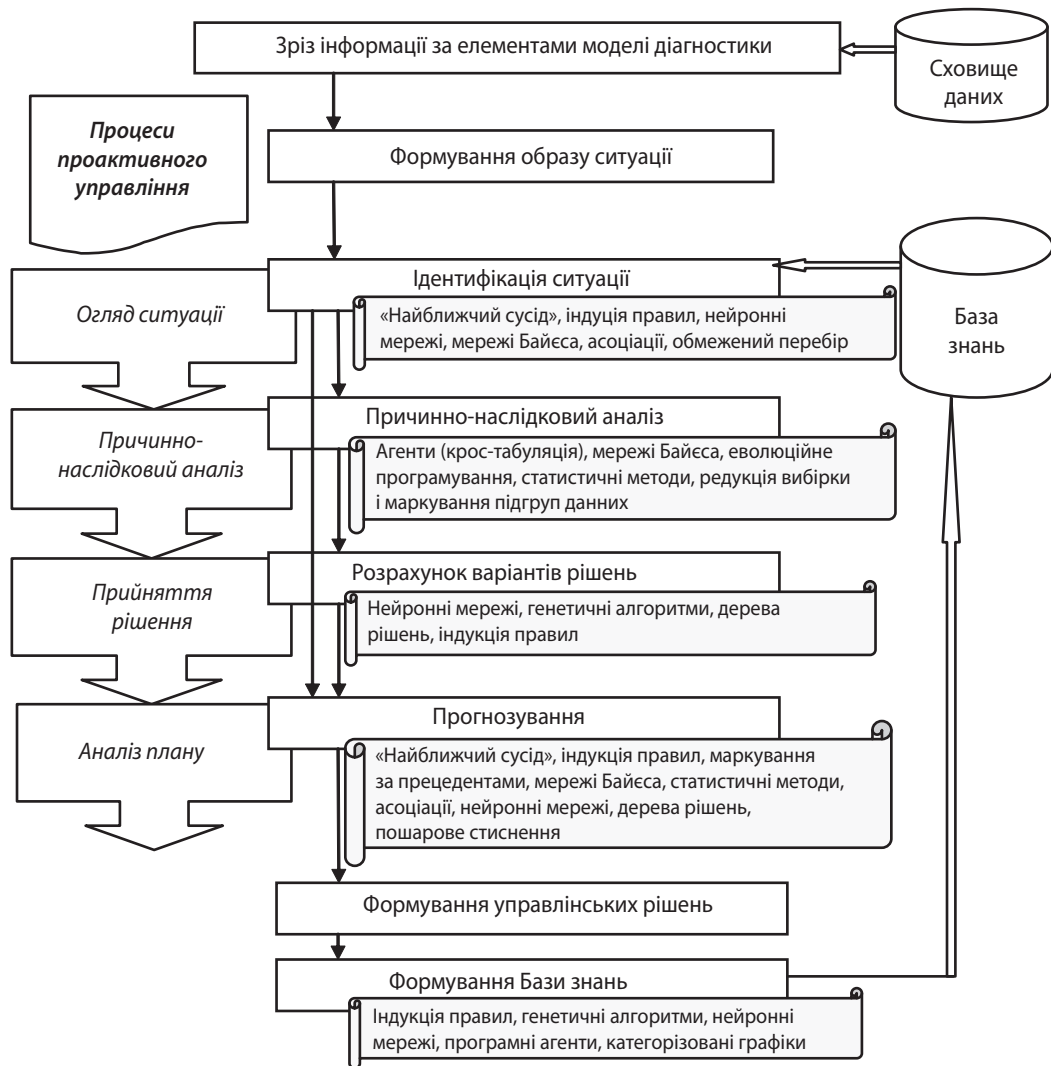 Зріз інформації за елементами моделі діагностики
Сховище
даних
Процеси
проактивного
управління
Формування образу ситуації
Ідентифікація ситуації
«Найближчий сусід», індуція правил, нейронні
мережі, мережі Байєса, асоціації, обмежений перебір
Огляд ситуації
База
знань
Причинно-наслідковий аналіз
Агенти (крос-табуляція), мережі Байєса, еволюційне
програмування, статистичні методи, редукція вибірки
і маркування підгруп данних
Причинно-
наслідковий аналіз
Розрахунок варіантів рішень
Нейронні мережі, генетичні алгоритми, дерева
рішень, індукція правил
Прийняття
рішення
Прогнозування
«Найближчий сусід», індукція правил, маркування
за прецедентами, мережі Байєса, статистичні методи,
асоціації, нейронні мережі, дерева рішень,
пошарове стиснення
Аналіз плану
Формування управлінських рішень
Формування Бази знань
Індукція правил, генетичні алгоритми, нейронні
мережі, програмні агенти, категорізовані графіки